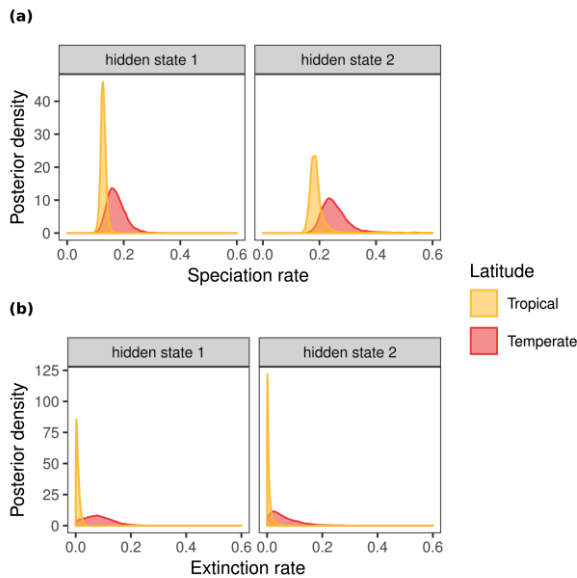 (a)
hidden state 1 hidden state 2
Posterior density
40
30
20
10
0
0.0 0.2 0.4 0.6 0.0 0.2 0.4 0.6
Speciation rate
Latitude
Tropical
Temperate
(b)
hidden state 1 hidden state 2
Posterior density
125
100
75
50
25
0
0.0 0.2 0.4 0.6 0.0 0.2 0.4 0.6
Extinction rate